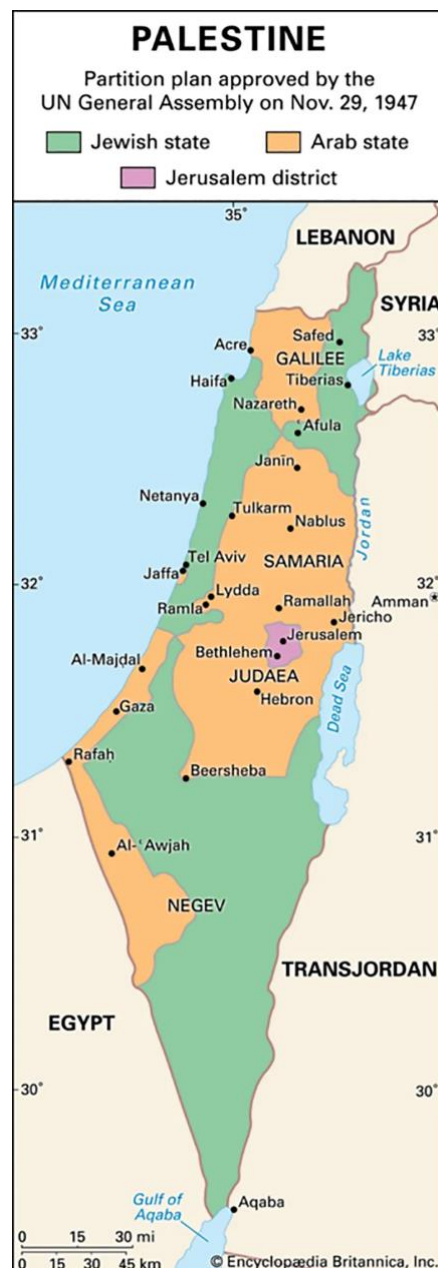 PALESTINE
Partition plan approved by the
UN General Assembly on Nov. 29, 1947
Jewish state
Arab state
Jerusalem district
35°
LEBANON
Mediterranean
Sea
SYRIA
33°
33°
Acre
Safed
GALILEE
Lake
Tiberias
Haifa
Tiberias
Nazareth
ʿAfula
Janīn
Netanya
Tulkarm
Nablus
Jordan
SAMARIA
Tel Aviv
Jaffa
32°
32°
Lydda
Ramla
Ramallah
Amman
Jericho
Jerusalem
Al-Majdal
Bethlehem
JUDAEA
Dead Sea
Gaza
Hebron
Rafaḥ
Beersheba
31°
31°
Al-ʿAwjah
NEGEV
TRANSJORDAN
EGYPT
30°
30°
Gulf of
Aqaba
Aqaba
0 15 30 mi
0 15 30 45 km
© Encyclopædia Britannica, Inc.